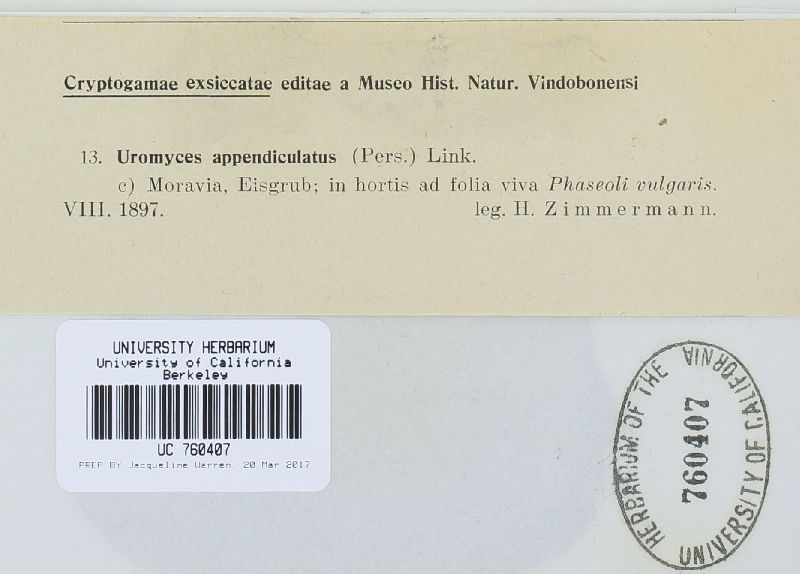 Cryptogamae exsiccatae editae a Museo Hist. Natur. Vindobonensi
13. Uromyces appendiculatus (Pers.) Link.
c) Moravia, Eisgrub; in hortis ad folia viva Phaseoli vulgaris.
VIII. 1897. leg. H. Zimmermann.
UNIVERSITY HERBARIUM
University of California
Berkeley
UC 760407
PREP BY Jacqueline Warren, 20 Mar 2017
HERBARIUM OF THE
UNIVERSITY OF CALIFORNIA
760407